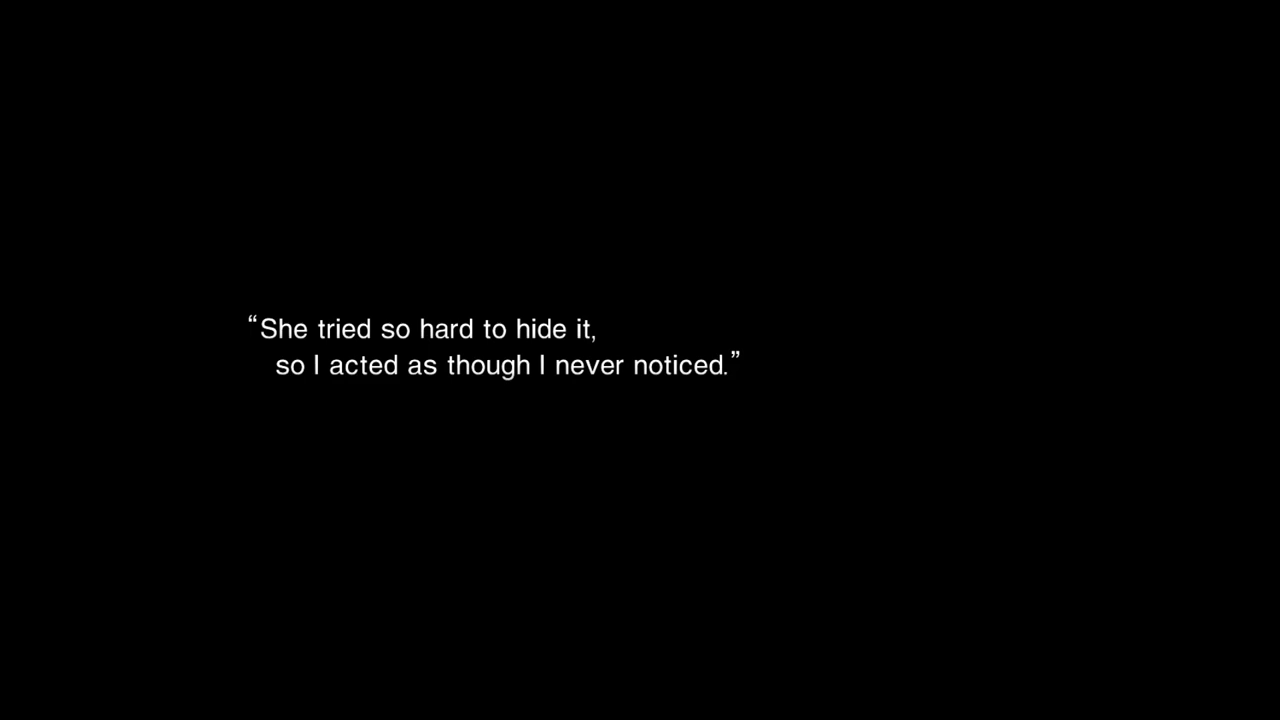 “She tried so hard to hide it,
so I acted as though I never noticed.”